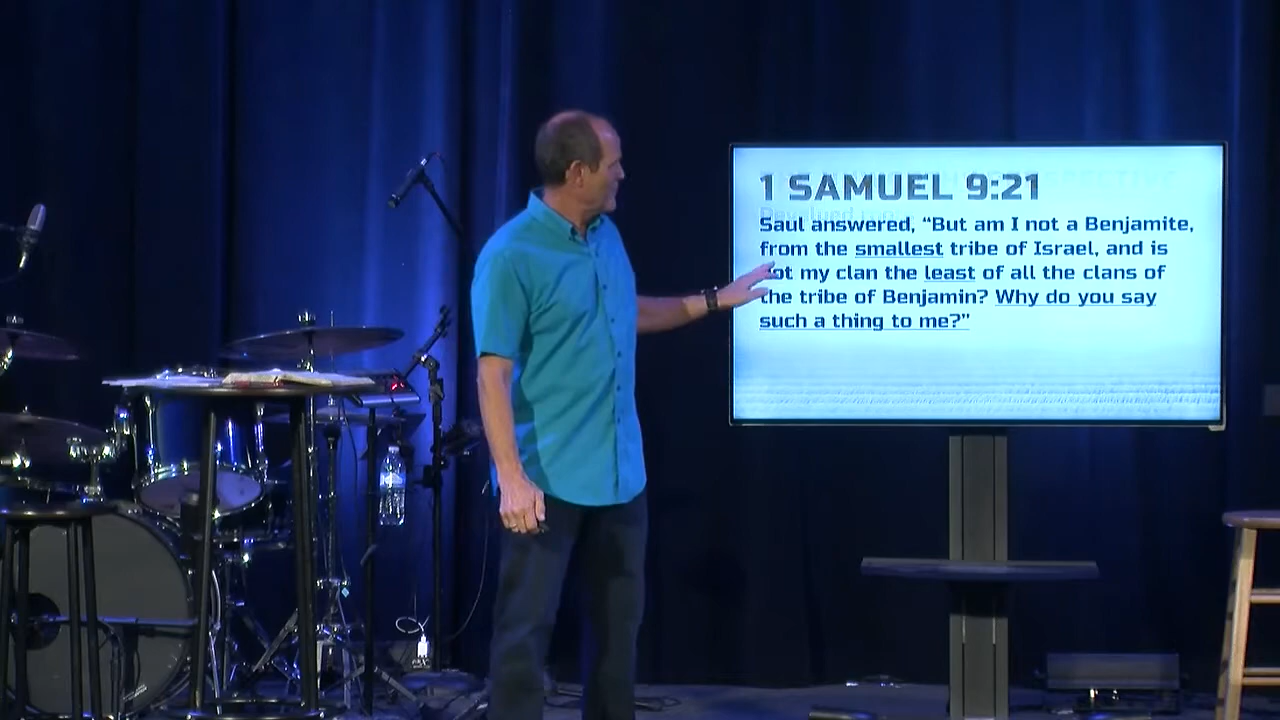 1 SAMUEL 9:21
Saul answered, “But am I not a Benjamite,
from the smallest tribe of Israel, and is
not my clan the least of all the clans of
the tribe of Benjamin? Why do you say
such a thing to me?”